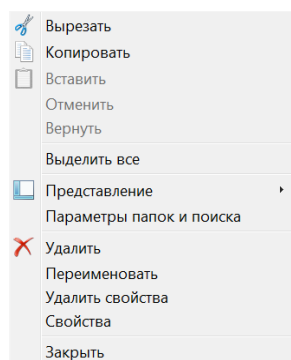 Вырезать
Копировать
Вставить
Отменить
Вернуть
Выделить все
Представление
Параметры папок и поиска
Удалить
Переименовать
Удалить свойства
Свойства
Закрыть